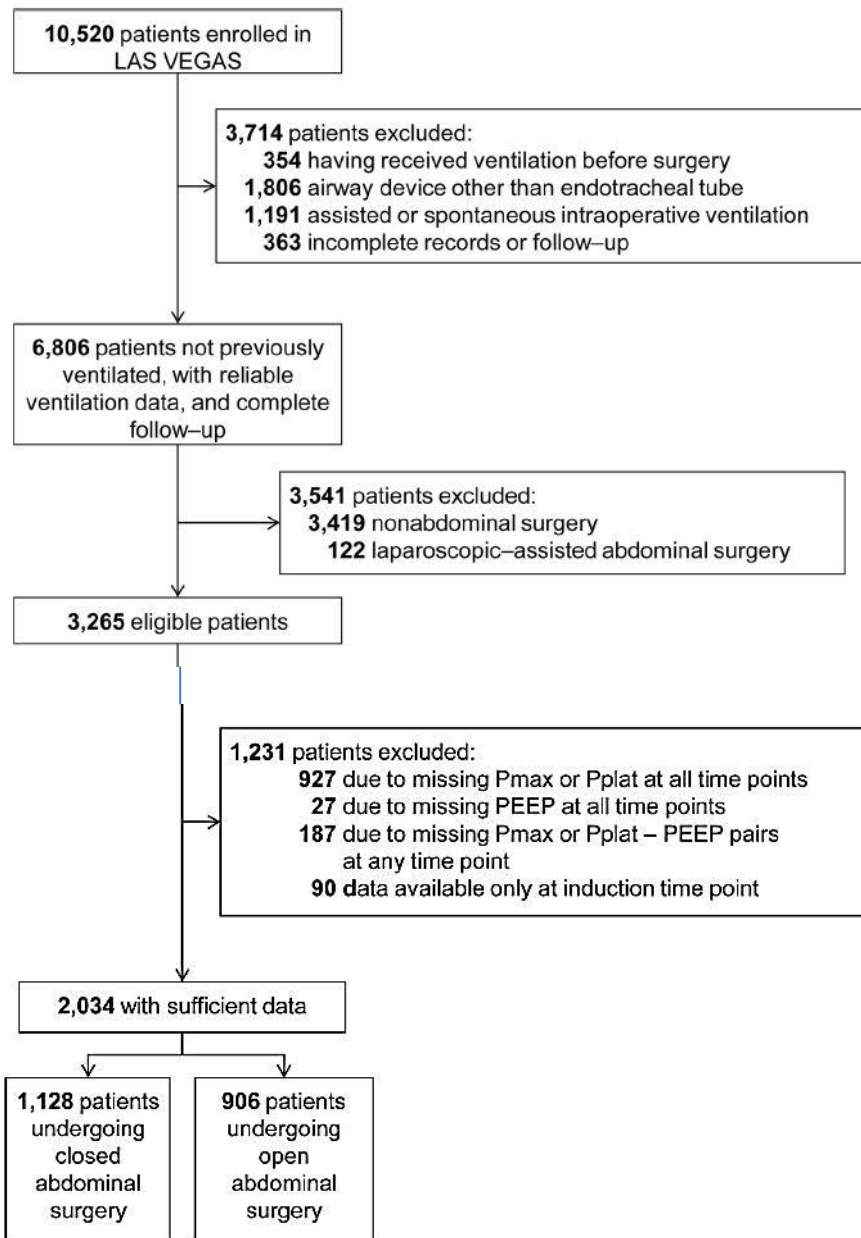 10,520 patients enrolled in
LAS VEGAS
3,714 patients excluded:
354 having received ventilation before surgery
1,806 airway device other than endotracheal tube
1,191 assisted or spontaneous intraoperative ventilation
363 incomplete records or follow–up
6,806 patients not previously
ventilated, with reliable
ventilation data, and complete
follow–up
3,541 patients excluded:
3,419 nonabdominal surgery
122 laparoscopic–assisted abdominal surgery
3,265 eligible patients
1,231 patients excluded:
927 due to missing Pmax or Pplat at all time points
27 due to missing PEEP at all time points
187 due to missing Pmax or Pplat – PEEP pairs
at any time point
90 data available only at induction time point
2,034 with sufficient data
1,128 patients
undergoing
closed
abdominal
surgery
906 patients
undergoing
open
abdominal
surgery